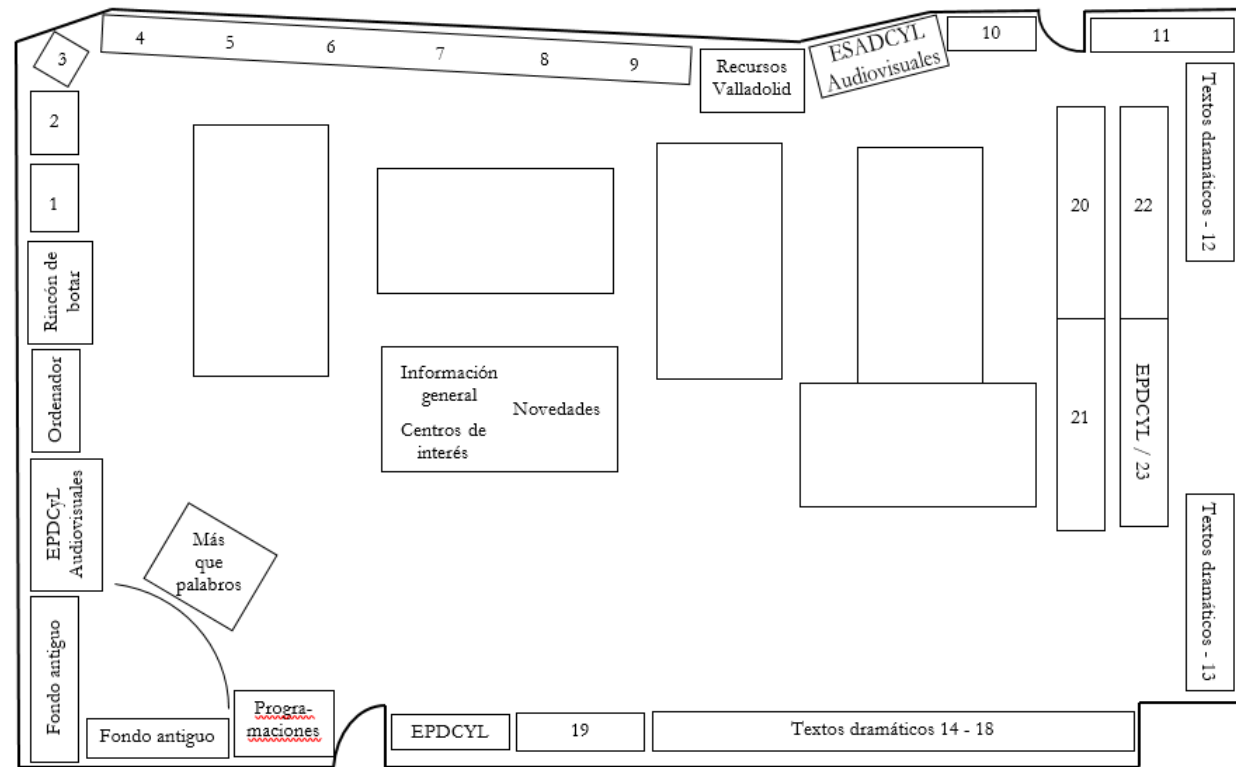 3
4
5
6
7
8
9
Recursos
Valladolid
ESADCYL
Audiovisuales
10
11
2
1
Rincón de
botar
Ordenador
EPDCyL
Audiovisuales
Fondo antiguo
Fondo antiguo
Más
que
palabros
Progra-
maciones
Información
general
Centros de
interés
Novedades
20
21
22
EPDCYL / 23
Textos dramáticos - 12
Textos dramáticos - 13
EPDCYL
19
Textos dramáticos 14 - 18